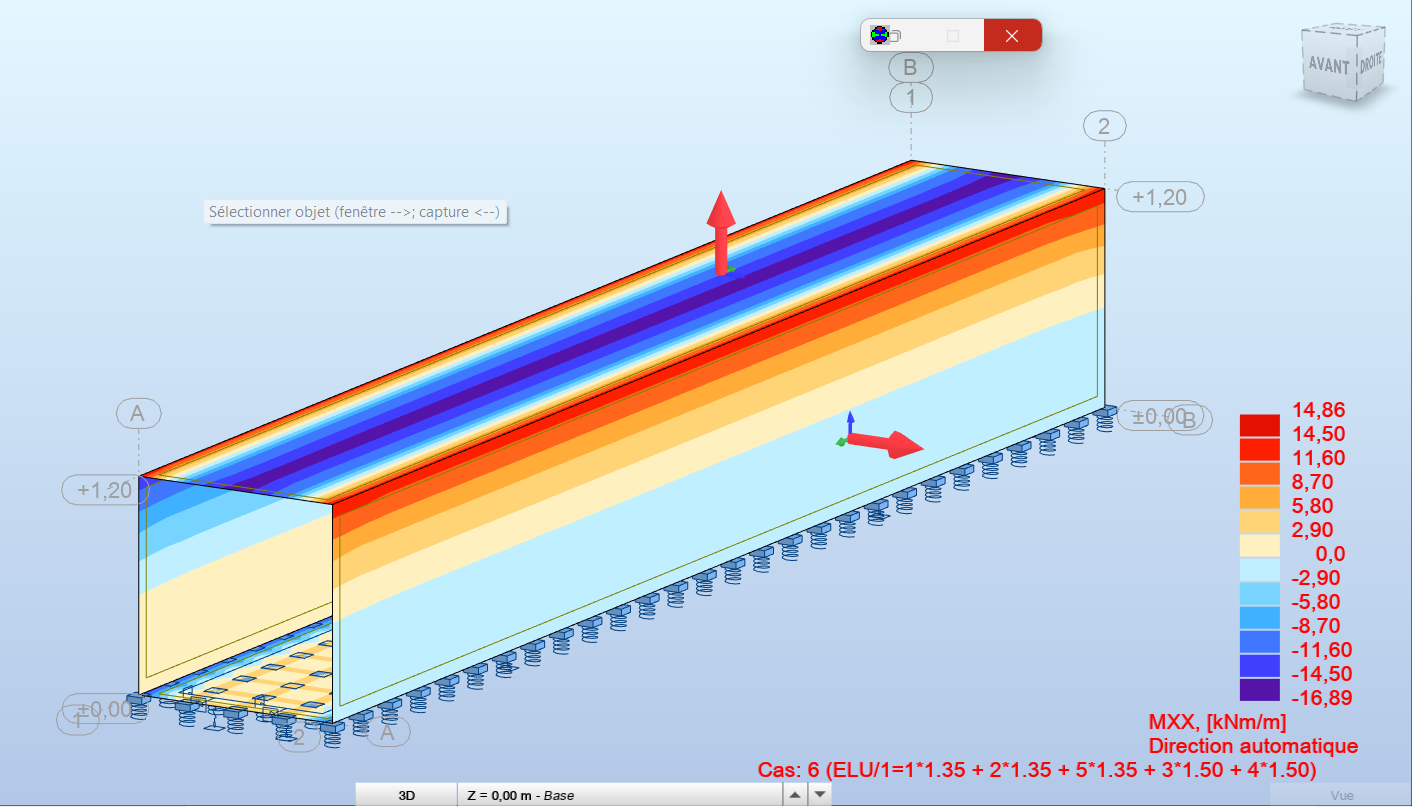 AVANT
DROITE
B
1
2
+1,20
Sélectionner objet (fenêtre -->; capture <--)
A
+1,20
±0,00
B
14,86
14,50
11,60
8,70
5,80
2,90
0,0
-2,90
-5,80
-8,70
-11,60
-14,50
-16,89
±0,00
1
2
A
MXX, [kNm/m]
Direction automatique
Cas: 6 (ELU/1=1*1.35 + 2*1.35 + 5*1.35 + 3*1.50 + 4*1.50)
3D
Z = 0,00 m - Base
Vue